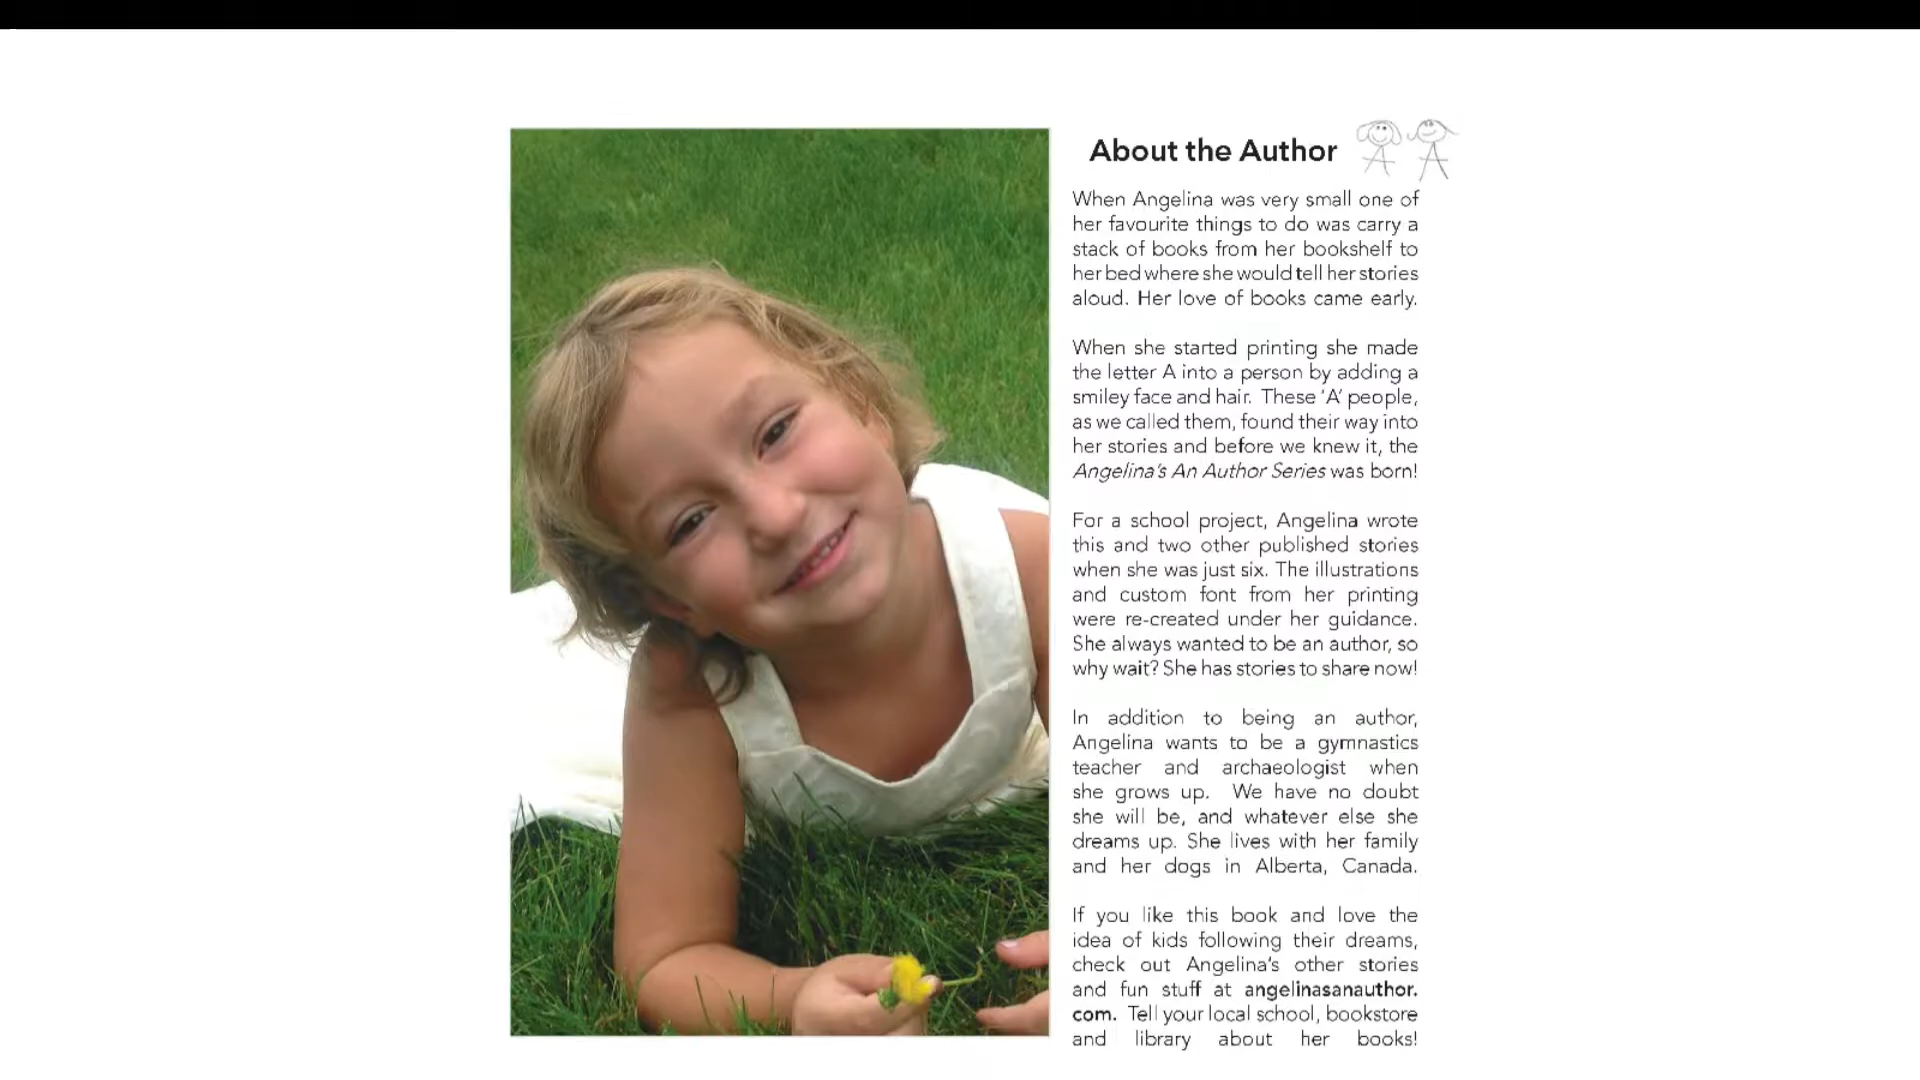 About the Author
When Angelina was very small one of
her favourite things to do was carry a
stack of books from her bookshelf to
her bed where she would tell her stories
aloud. Her love of books came early.
When she started printing she made
the letter A into a person by adding a
smiley face and hair. These 'A' people,
as we called them, found their way into
her stories and before we knew it, the
Angelina's An Author Series was born!
For a school project, Angelina wrote
this and two other published stories
when she was just six. The illustrations
and custom font from her printing
were re-created under her guidance.
She always wanted to be an author, so
why wait? She has stories to share now!
In addition to being an author,
Angelina wants to be a gymnastics
teacher and archaeologist when
she grows up. We have no doubt
she will be, and whatever else she
dreams up. She lives with her family
and her dogs in Alberta, Canada.
If you like this book and love the
idea of kids following their dreams,
check out Angelina's other stories
and fun stuff at angelinasanauthor.
com. Tell your local school, bookstore
and library about her books!